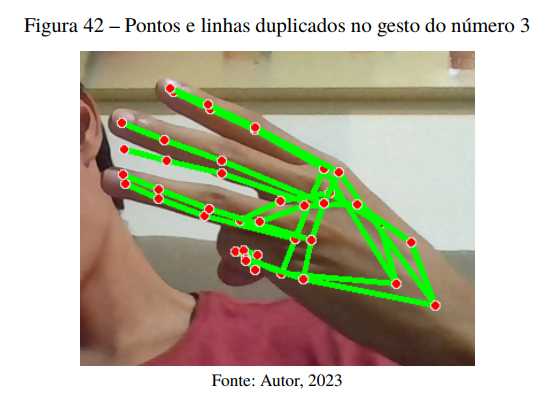 Figura 42 – Pontos e linhas duplicados no gesto do número 3
Fonte: Autor, 2023